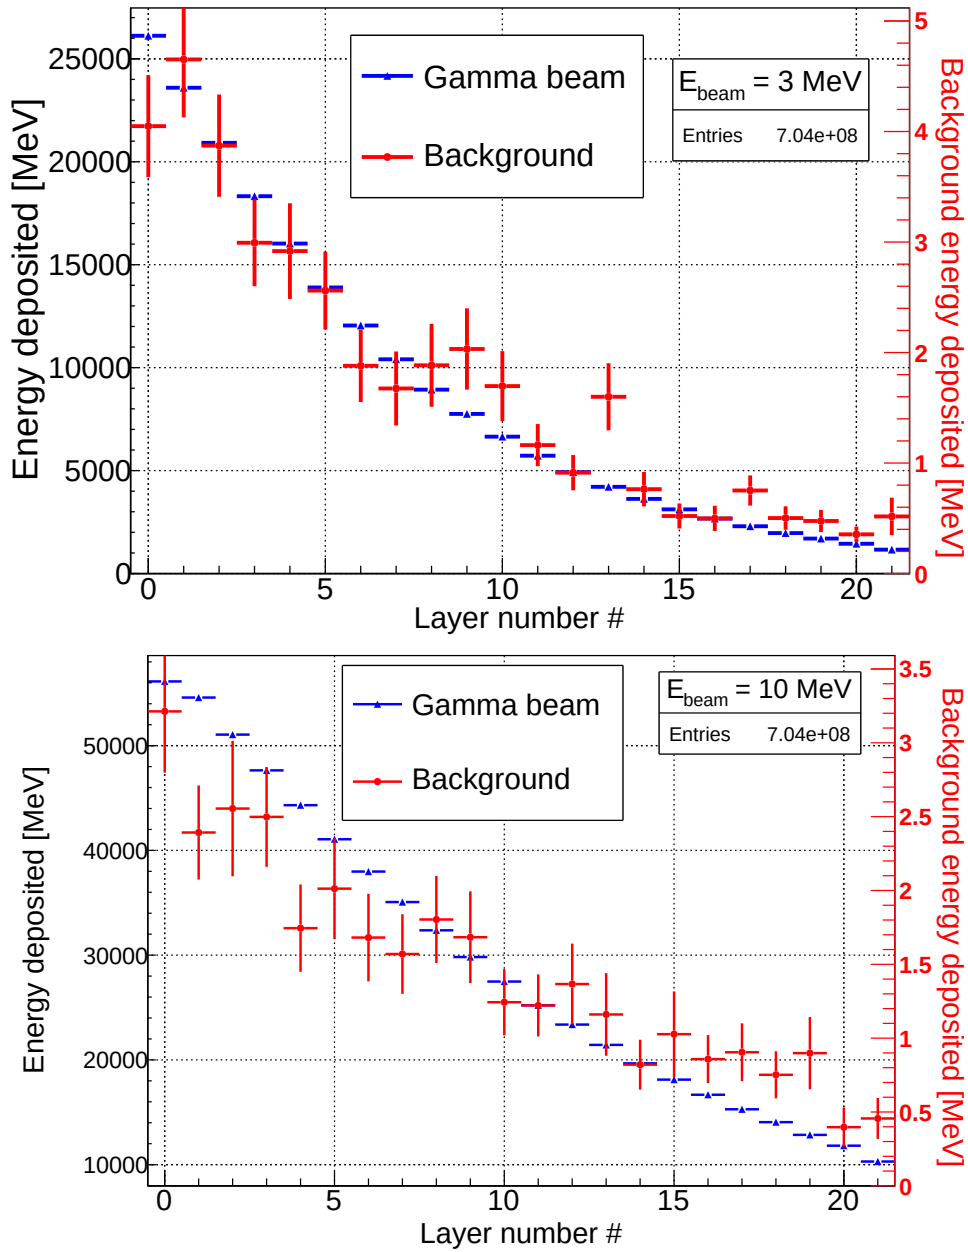 Gamma beam
Background
E_beam = 3 MeV
Entries 7.04e+08
Energy deposited [MeV]
25000
20000
15000
10000
5000
0
Background energy deposited [MeV]
5
4
3
2
1
0
0 5 10 15 20
Layer number #
Gamma beam
Background
E_beam = 10 MeV
Entries 7.04e+08
Energy deposited [MeV]
50000
40000
30000
20000
10000
Background energy deposited [MeV]
3.5
3
2.5
2
1.5
1
0.5
0
0 5 10 15 20
Layer number #